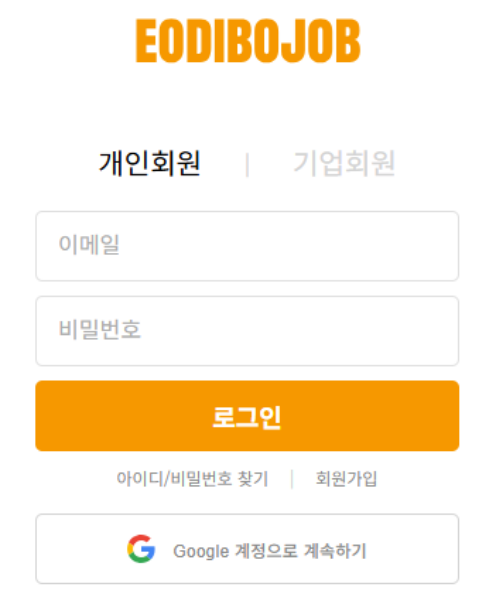 EODIBOJOB
개인회원 | 기업회원
이메일
비밀번호
로그인
아이디/비밀번호 찾기 | 회원가입
Google 계정으로 계속하기